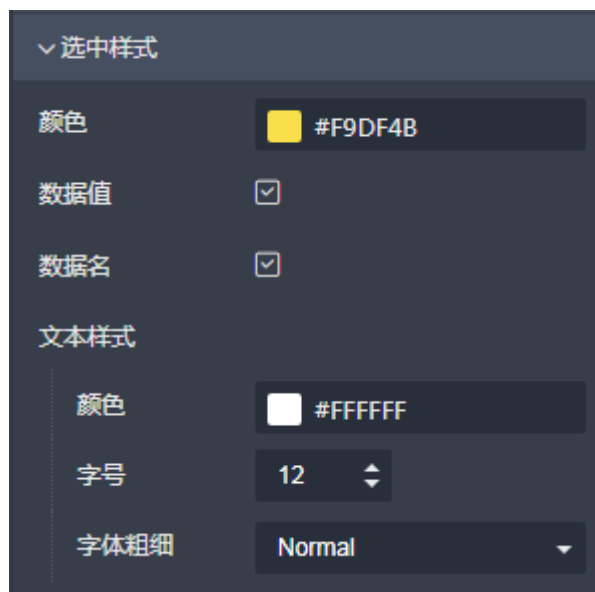 选中样式
颜色 #F9DF4B
数据值
数据名
文本样式
颜色 #FFFFFF
字号 12
字体粗细 Normal